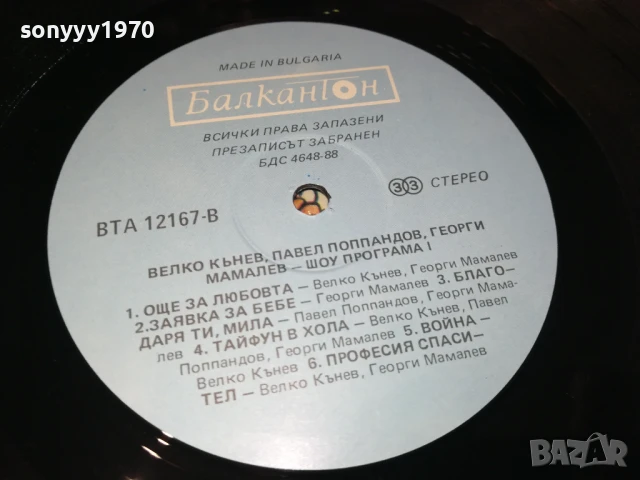 sonyyy1970
MADE IN BULGARIA
Балкантон
ВСИЧКИ ПРАВА ЗАПАЗЕНИ
ПРЕЗАПИСЪТ ЗАБРАНЕН
БДС 4648-88
ВТА 12167-В
33 СТЕРЕО
ВЕЛКО КЪНЕВ, ПАВЕЛ ПОППАНДОВ, ГЕОРГИ
МАМАЛЕВ – ШОУ ПРОГРАМА I
1. ОЩЕ ЗА ЛЮБОВТА – Велко Кънев, Георги Мамалев
2.ЗАЯВКА ЗА БЕБЕ – Георги Мамалев 3. БЛАГО-
ДАРЯ ТИ, МИЛА – Павел Поппандов, Георги Мама-
лев 4. ТАЙФУН В ХОЛА – Велко Кънев, Павел
Поппандов, Георги Мамалев 5. ВОЙНА –
Велко Кънев 6. ПРОФЕСИЯ СПАСИ-
ТЕЛ – Велко Кънев, Георги Мамалев
BAZAR